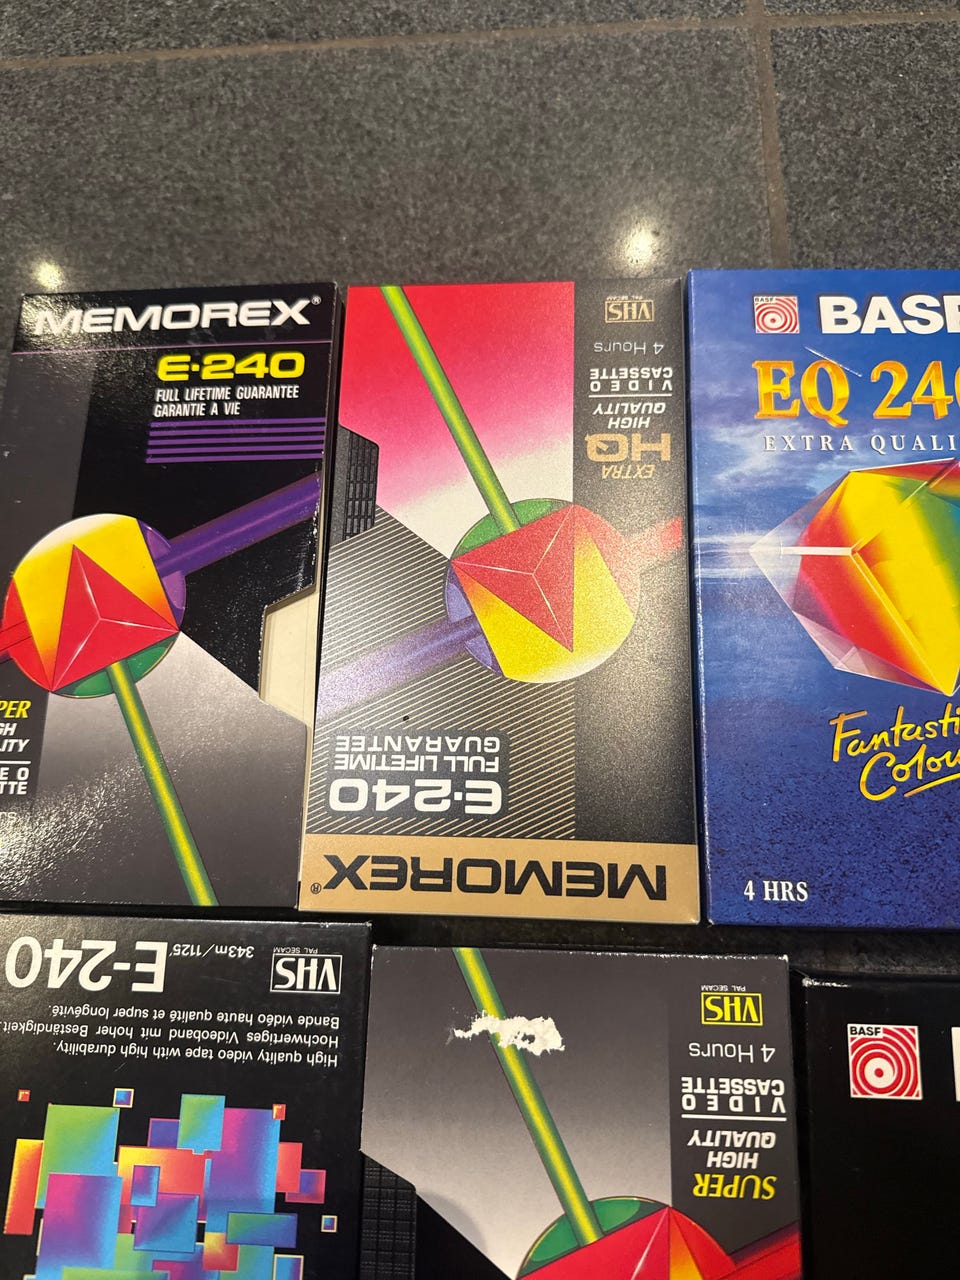 MEMOREX®
E·240
FULL LIFETIME GUARANTEE
GARANTIE A VIE
MEMOREX®
E·240
FULL LIFETIME
GUARANTEE
EXTRA
HQ
HIGH
QUALITY
VIDEO
CASSETTE
4 Hours
VHS
PAL SECAM
BASF
BASF
EQ 240
EXTRA QUALI
Fantasti
Colou
4 HRS
High quality video tape with high durability.
Hochwertiges Videoband mit hoher Beständigkeit.
Bande vidéo haute qualité et super longévité.
E-240
343m/1125'
VHS
PAL SECAM
SUPER
HIGH
QUALITY
VIDEO
CASSETTE
4 Hours
VHS
PAL SECAM
BASF